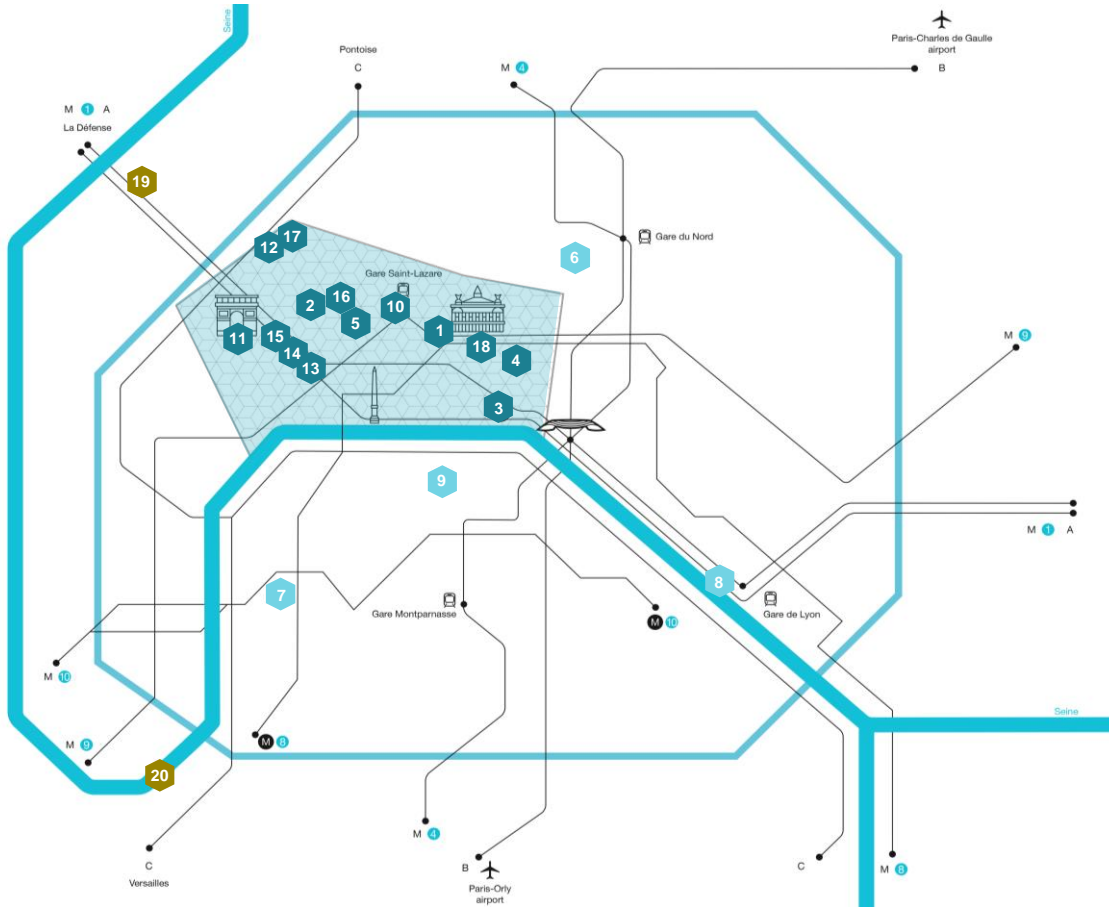 Seine
Paris-Charles de Gaulle
airport
B
Pontoise
C
M 4
M 1 A
La Défense
19
17
12
6
Gare du Nord
Gare Saint-Lazare
16
2
10
5
1
11
15
14
13
18
4
M 9
3
9
M 1 A
7
8
Gare Montparnasse
Gare de Lyon
M 10
M 10
Seine
M 9
M 8
20
M 4
C
Versailles
B
Paris-Orly
airport
C
M 8